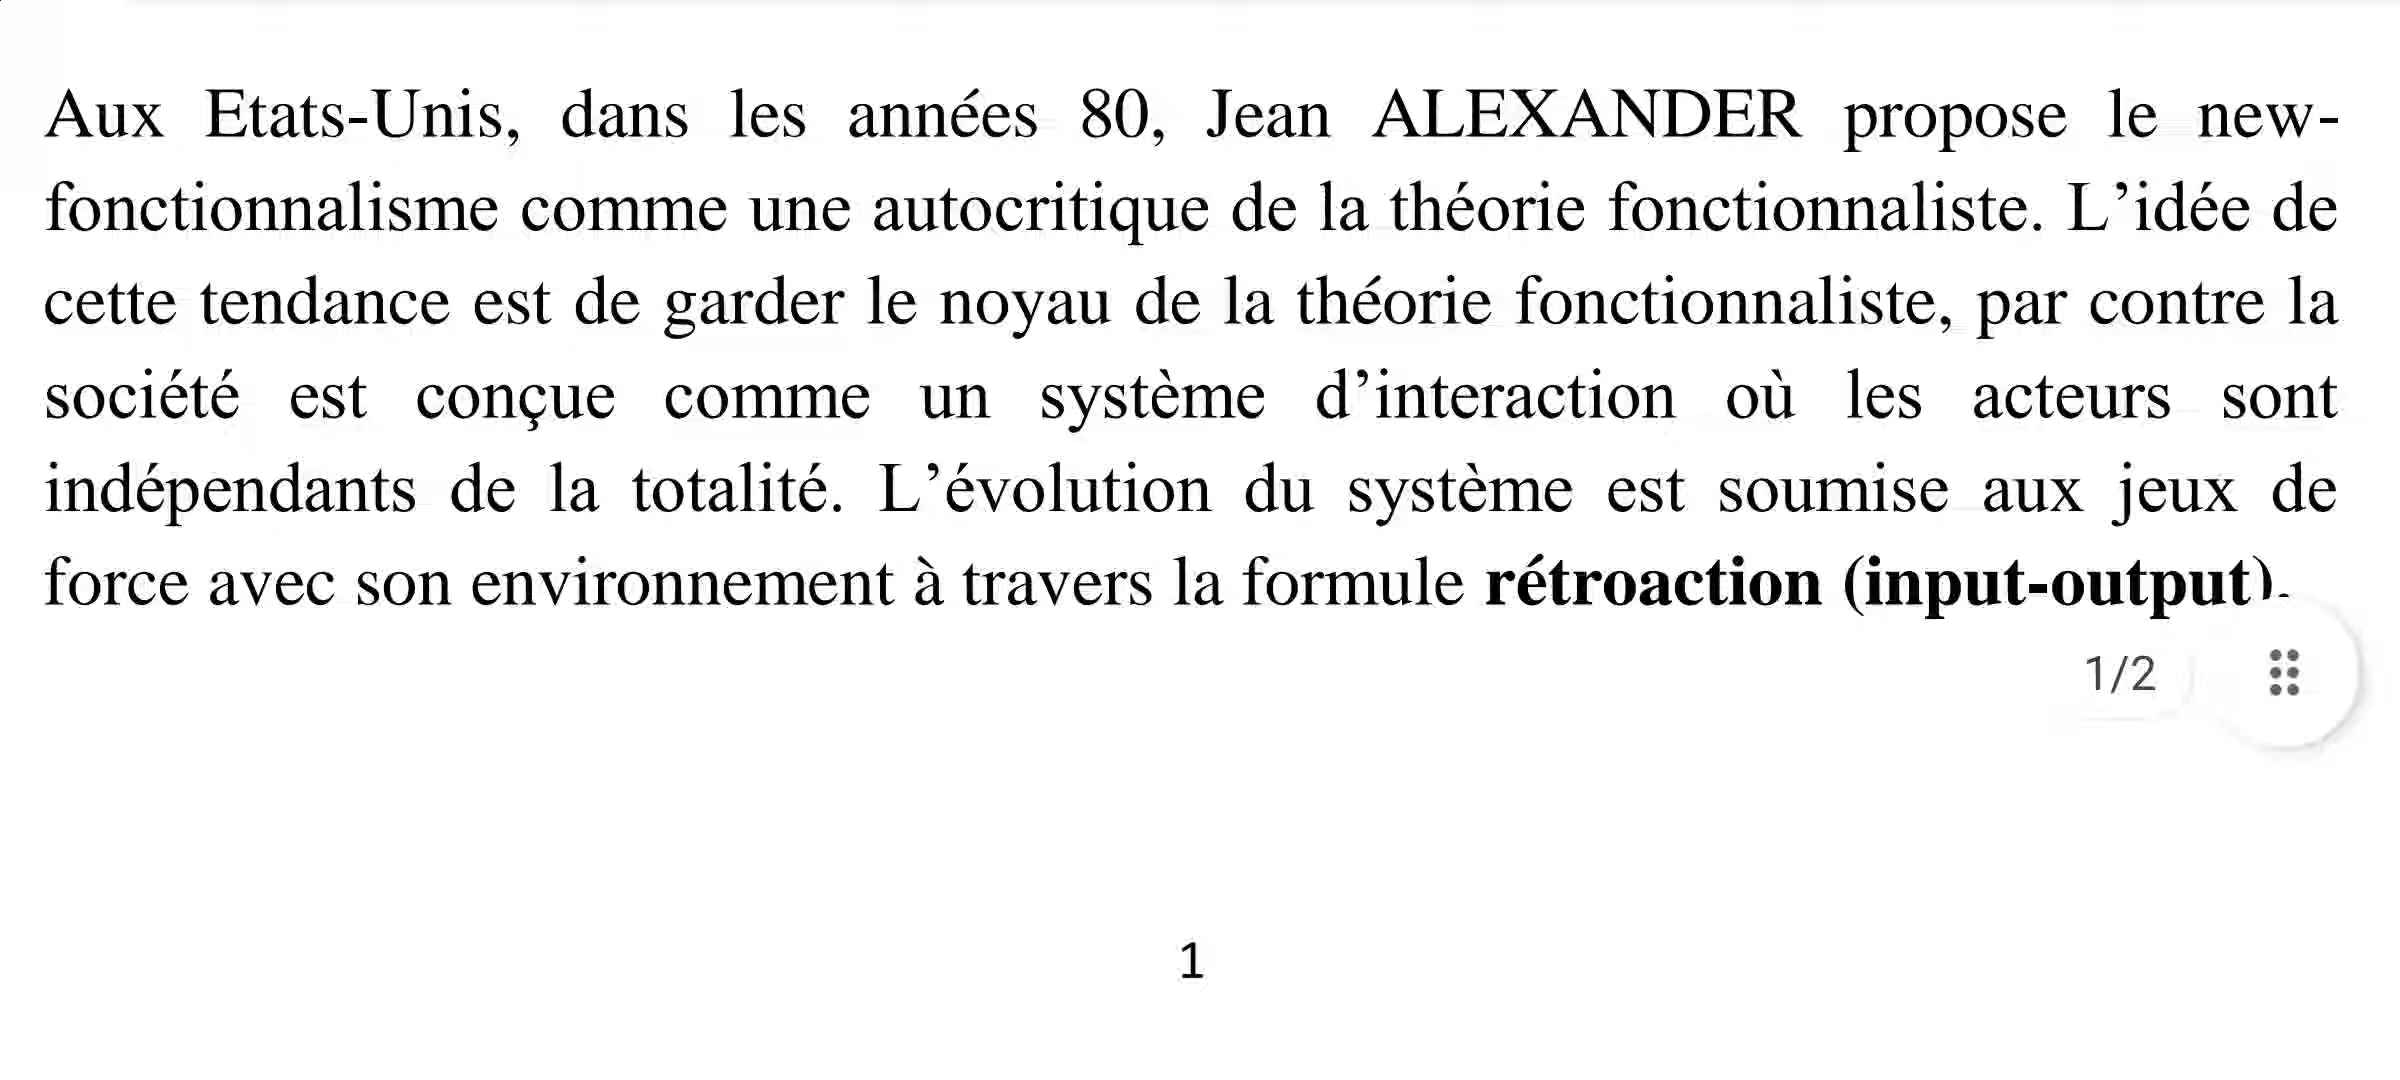 Aux Etats-Unis, dans les années 80, Jean ALEXANDER propose le new-
fonctionnalisme comme une autocritique de la théorie fonctionnaliste. L’idée de
cette tendance est de garder le noyau de la théorie fonctionnaliste, par contre la
société est conçue comme un système d’interaction où les acteurs sont
indépendants de la totalité. L’évolution du système est soumise aux jeux de
force avec son environnement à travers la formule rétroaction (input-output).
1/2
1